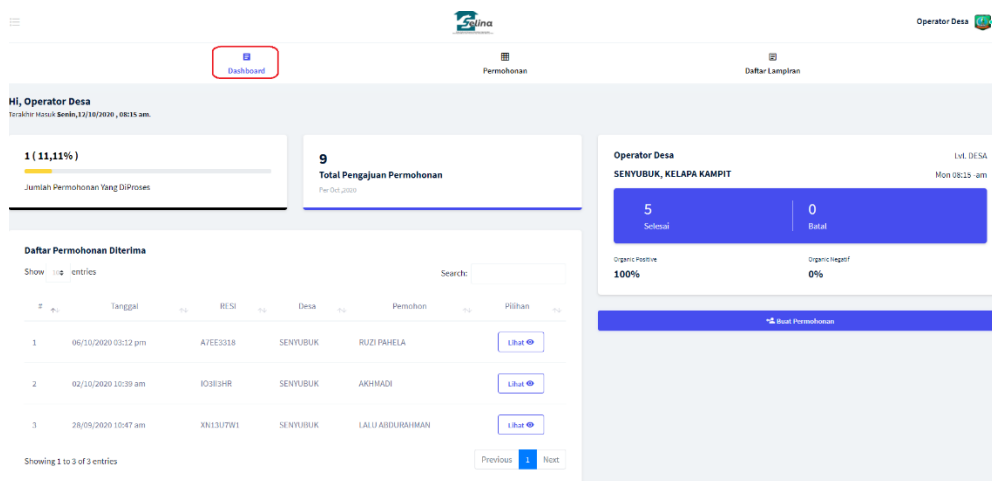 Selina
Operator Desa
Dashboard
Permohonan
Daftar Lampiran
Hi, Operator Desa
Terakhir Masuk Senin,12/10/2020 , 08:15 am.
1 ( 11,11% )
Jumlah Permohonan Yang DiProses
9
Total Pengajuan Permohonan
Per Oct ,2020
Operator Desa
Lvl. DESA
SENYUBUK, KELAPA KAMPIT
Mon 08:15 -am
5
Selesai
0
Batal
Organic Positive
100%
Organic Negatif
0%
Buat Permohonan
Daftar Permohonan Diterima
Show entries
Search:
# Tanggal RESI Desa Pemohon Pilihan
1 06/10/2020 03:12 pm A7EE3318 SENYUBUK RUZI PAHELA Lihat
2 02/10/2020 10:39 am SENYUBUK AKHMADI Lihat
3 28/09/2020 10:47 am XN13U7W1 SENYUBUK LALU ABDURAHMAN Lihat
Showing 1 to 3 of 3 entries
Previous 1 Next